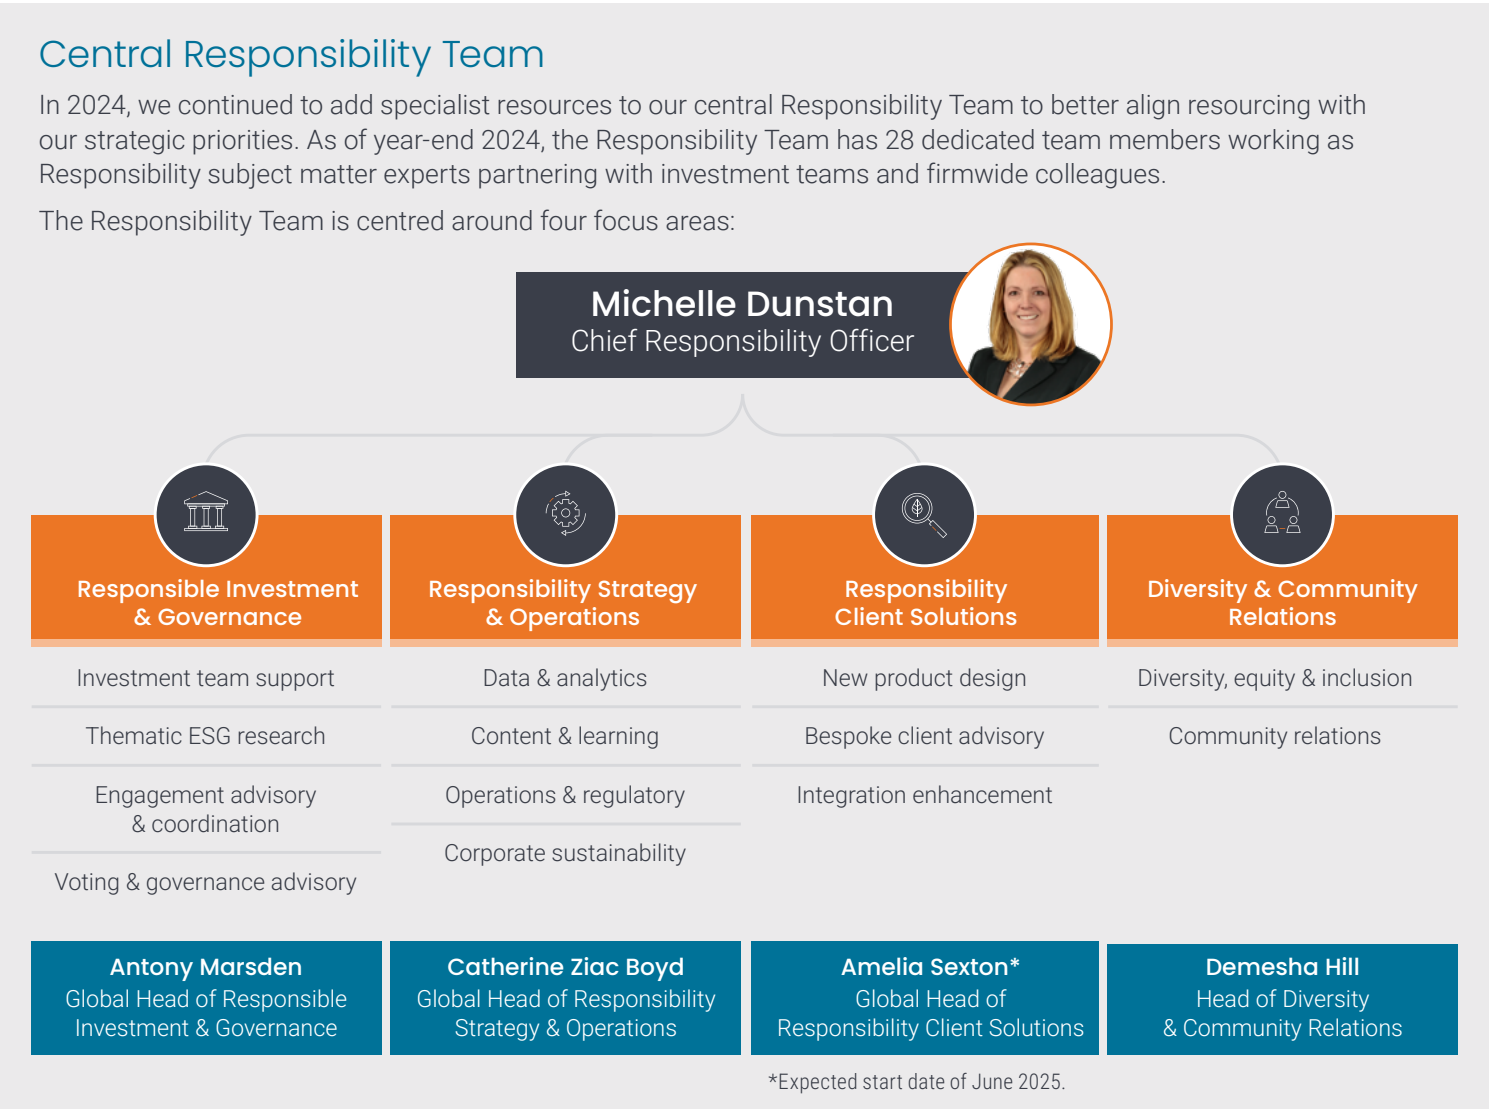 Central Responsibility Team
In 2024, we continued to add specialist resources to our central Responsibility Team to better align resourcing with
our strategic priorities. As of year-end 2024, the Responsibility Team has 28 dedicated team members working as
Responsibility subject matter experts partnering with investment teams and firmwide colleagues.
The Responsibility Team is centred around four focus areas:
Michelle Dunstan
Chief Responsibility Officer
Responsible Investment
& Governance
Investment team support
Thematic ESG research
Engagement advisory
& coordination
Voting & governance advisory
Antony Marsden
Global Head of Responsible
Investment & Governance
Responsibility Strategy
& Operations
Data & analytics
Content & learning
Operations & regulatory
Corporate sustainability
Catherine Ziac Boyd
Global Head of Responsibility
Strategy & Operations
Responsibility
Client Solutions
New product design
Bespoke client advisory
Integration enhancement
Amelia Sexton*
Global Head of
Responsibility Client Solutions
Diversity & Community
Relations
Diversity, equity & inclusion
Community relations
Demesha Hill
Head of Diversity
& Community Relations
*Expected start date of June 2025.